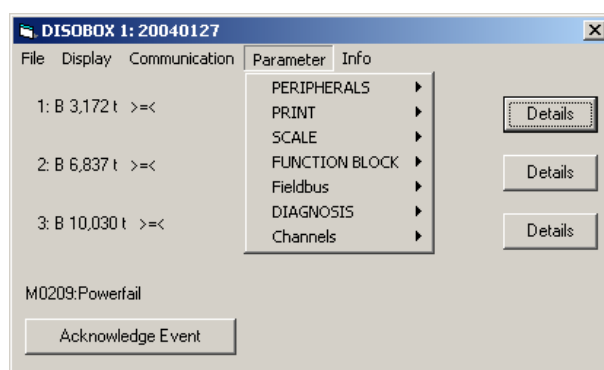 DISOBOX 1: 20040127
File Display Communication Parameter Info
PERIPHERALS
PRINT
SCALE
FUNCTION BLOCK
Fieldbus
DIAGNOSIS
Channels
1: B 3,172 t >=<
Details
2: B 6,837 t >=<
Details
3: B 10,030 t >=<
Details
M0209:Powerfail
Acknowledge Event